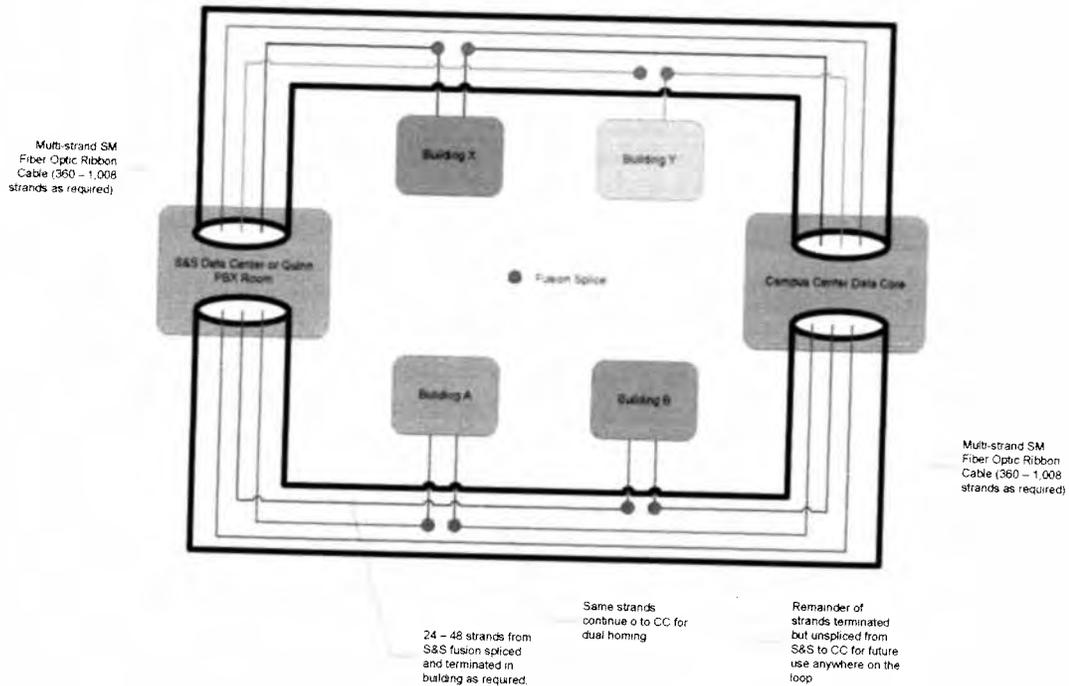 Multi-strand SM
Fiber Optic Ribbon
Cable (360 – 1,008
strands as required)
Building X
Building Y
S&S Data Center or Quinn
PBX Room
Fusion Splice
Campus Center Data Core
Building A
Building B
Multi-strand SM
Fiber Optic Ribbon
Cable (360 – 1,008
strands as required)
24 – 48 strands from
S&S fusion spliced
and terminated in
building as required.
Same strands
continue o to CC for
dual homing
Remainder of
strands terminated
but unspliced from
S&S to CC for future
use anywhere on the
loop